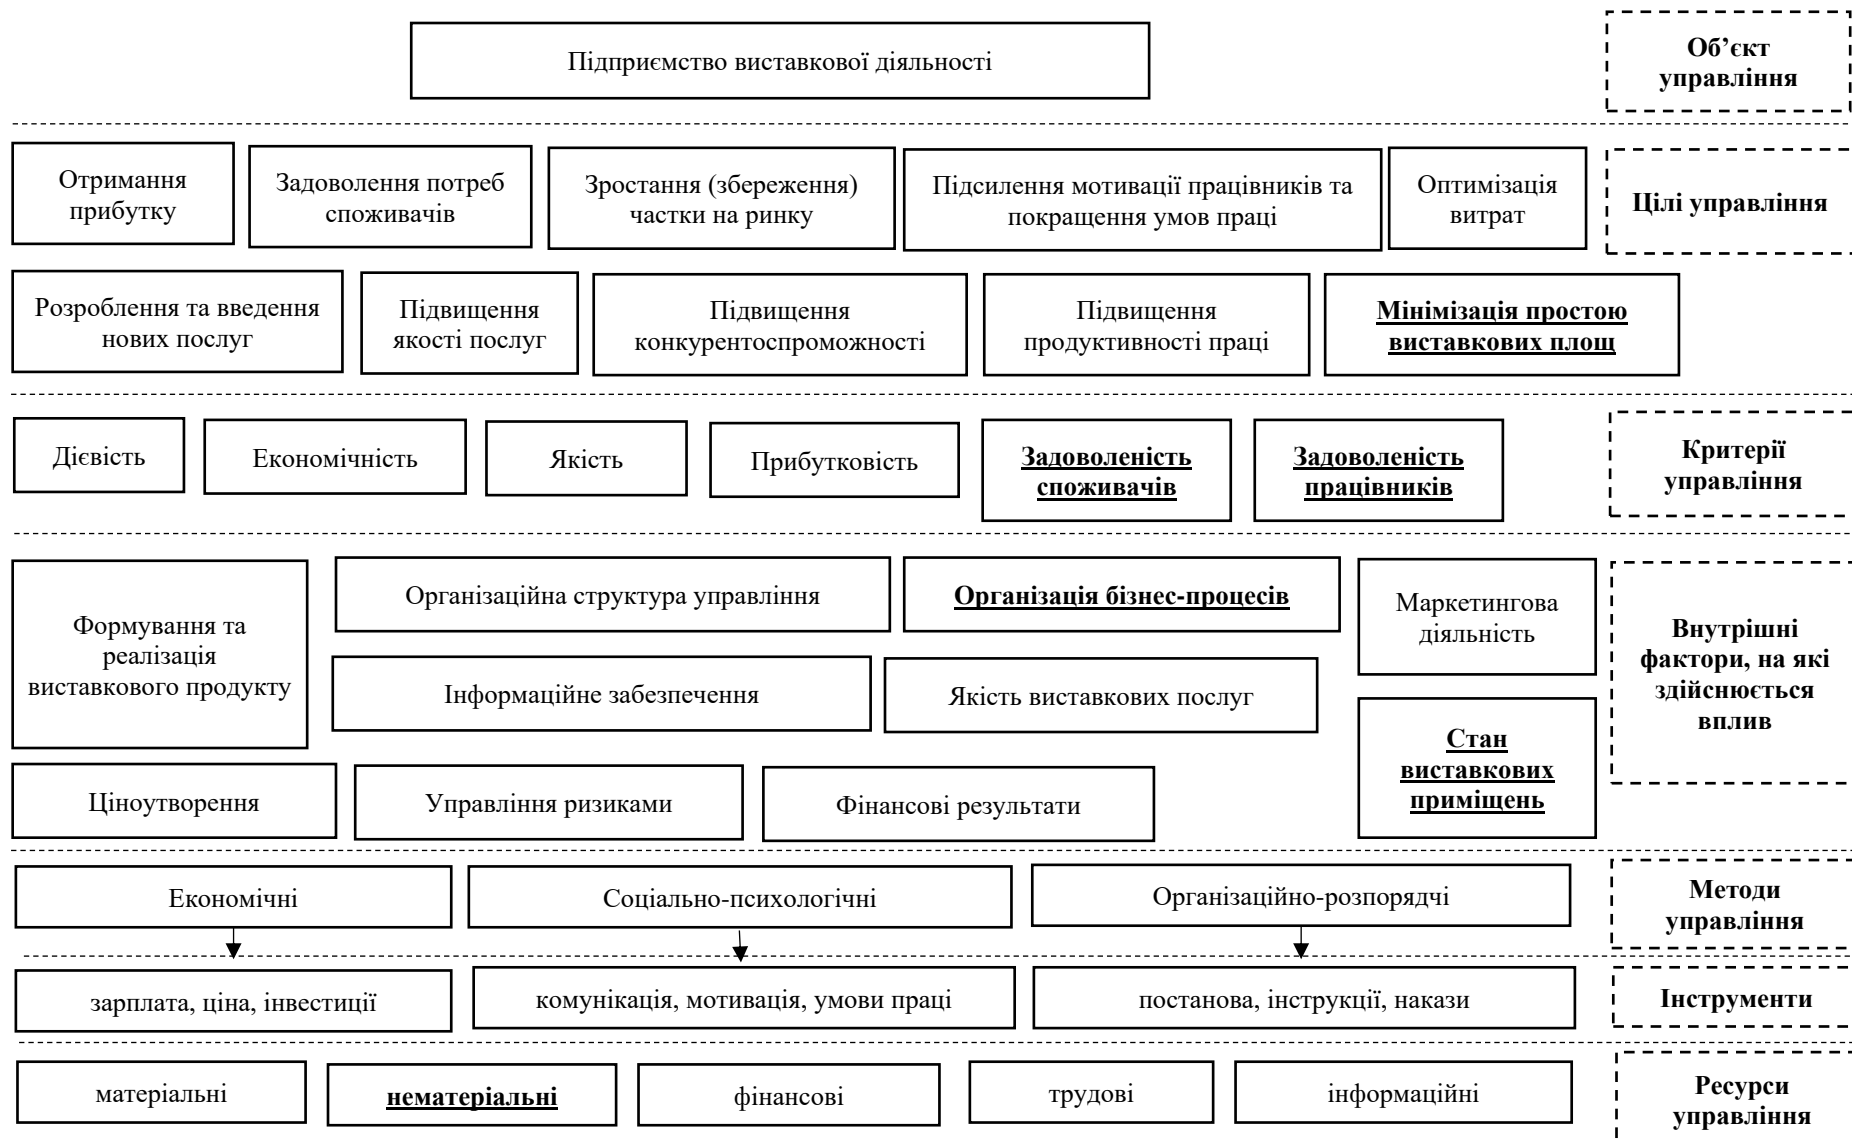 Підприємство виставкової діяльності
Об’єкт
управління
Отримання
прибутку
Задоволення потреб
споживачів
Зростання (збереження)
частки на ринку
Підсилення мотивації працівників та
покращення умов праці
Оптимізація
витрат
Цілі управління
Розроблення та введення
нових послуг
Підвищення
якості послуг
Підвищення
конкурентоспроможності
Підвищення
продуктивності праці
Мінімізація простою
виставкових площ
Дієвість
Економічність
Якість
Прибутковість
Задоволеність
споживачів
Задоволеність
працівників
Критерії
управління
Формування та
реалізація
виставкового продукту
Організаційна структура управління
Організація бізнес-процесів
Маркетингова
діяльність
Внутрішні
фактори, на які
здійснюється
вплив
Інформаційне забезпечення
Якість виставкових послуг
Стан
виставкових
приміщень
Ціноутворення
Управління ризиками
Фінансові результати
Економічні
Соціально-психологічні
Організаційно-розпорядчі
Методи
управління
зарплата, ціна, інвестиції
комунікація, мотивація, умови праці
постанова, інструкції, накази
Інструменти
матеріальні
нематеріальні
фінансові
трудові
інформаційні
Ресурси
управління